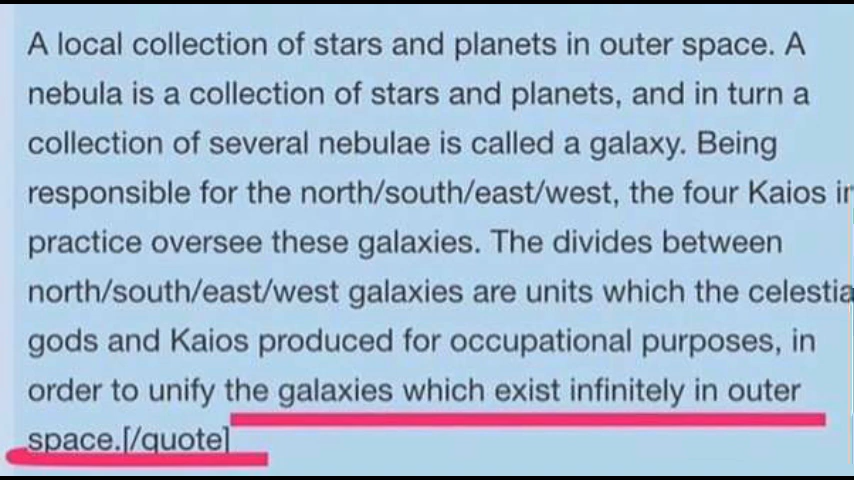 A local collection of stars and planets in outer space. A
nebula is a collection of stars and planets, and in turn a
collection of several nebulae is called a galaxy. Being
responsible for the north/south/east/west, the four Kaios in
practice oversee these galaxies. The divides between
north/south/east/west galaxies are units which the celestia
gods and Kaios produced for occupational purposes, in
order to unify the galaxies which exist infinitely in outer
space.[/quote]